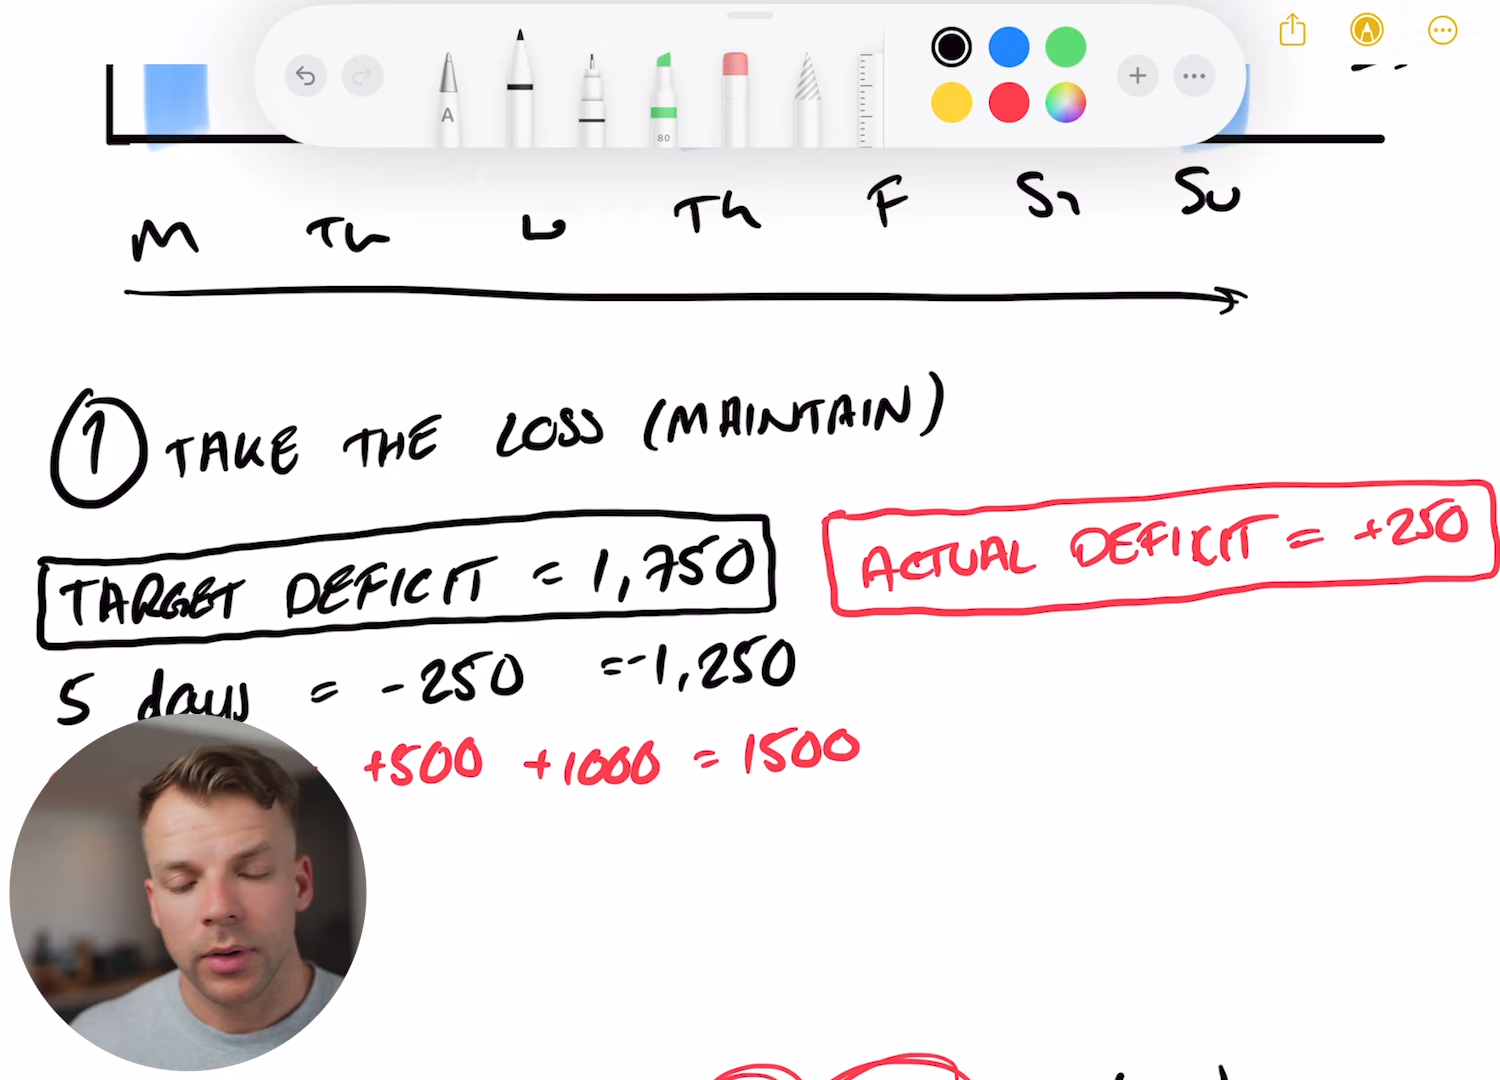 A
80
M Tu W Th F Sa Su
① TAKE THE LOSS (MAINTAIN)
TARGET DEFICIT = 1,750
ACTUAL DEFICIT = +250
5 days = -250 =-1,250
+500 +1000 = 1500